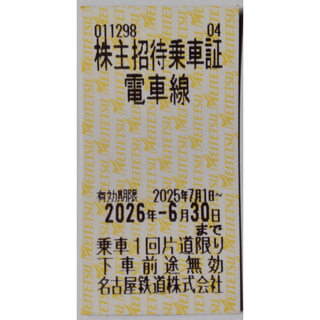 011298 04
株主招待乗車証
電車線
有効期限 2025年7月1日~
2026年-6月30日
まで
乗車1回片道限り
下車前途無効
名古屋鉄道株式会社